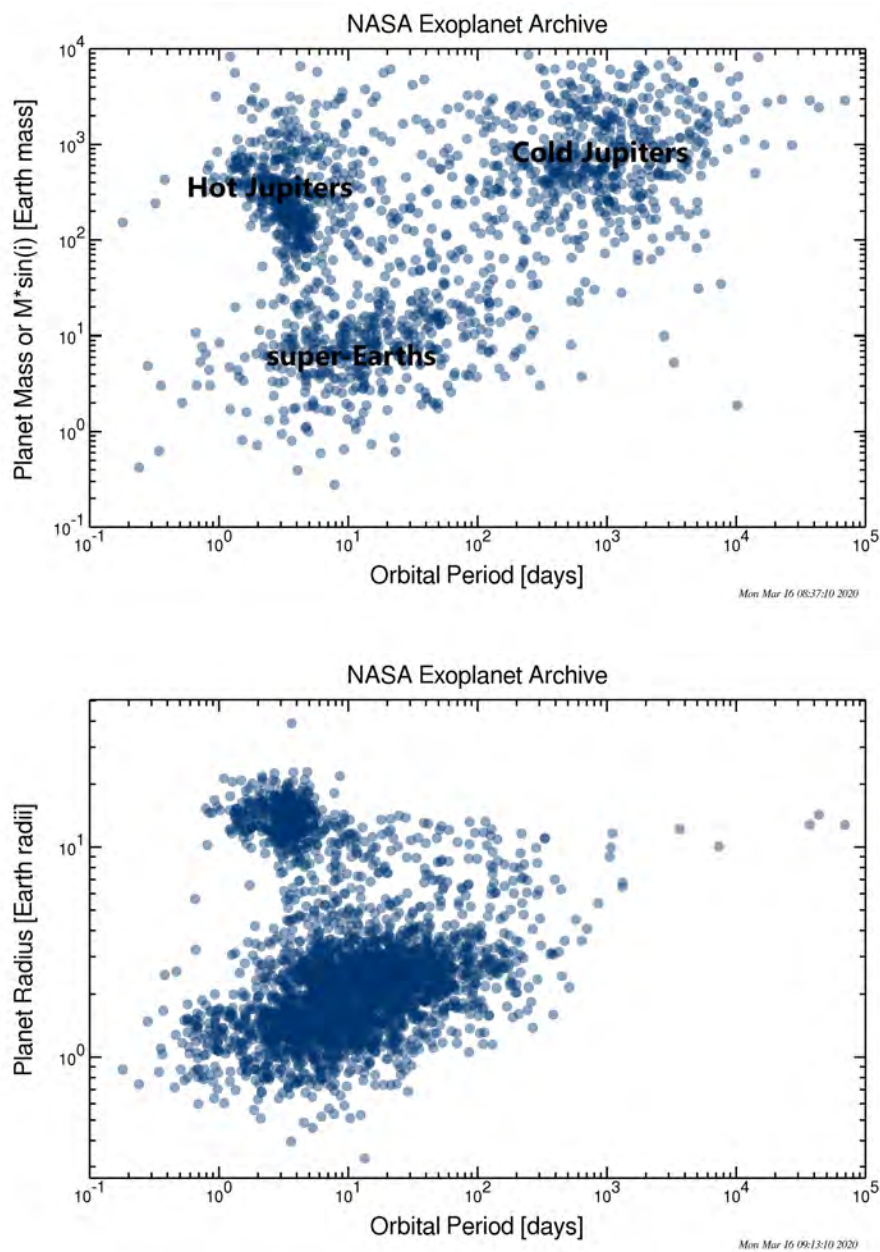 NASA Exoplanet Archive
Planet Mass or M*sin(i) [Earth mass]
10^4
10^3
10^2
10^1
10^0
10^-1
Hot Jupiters
Cold Jupiters
super-Earths
10^-1 10^0 10^1 10^2 10^3 10^4 10^5
Orbital Period [days]
Mon Mar 16 08:37:10 2020
NASA Exoplanet Archive
Planet Radius [Earth radii]
10^1
10^0
10^-1 10^0 10^1 10^2 10^3 10^4 10^5
Orbital Period [days]
Mon Mar 16 09:13:10 2020